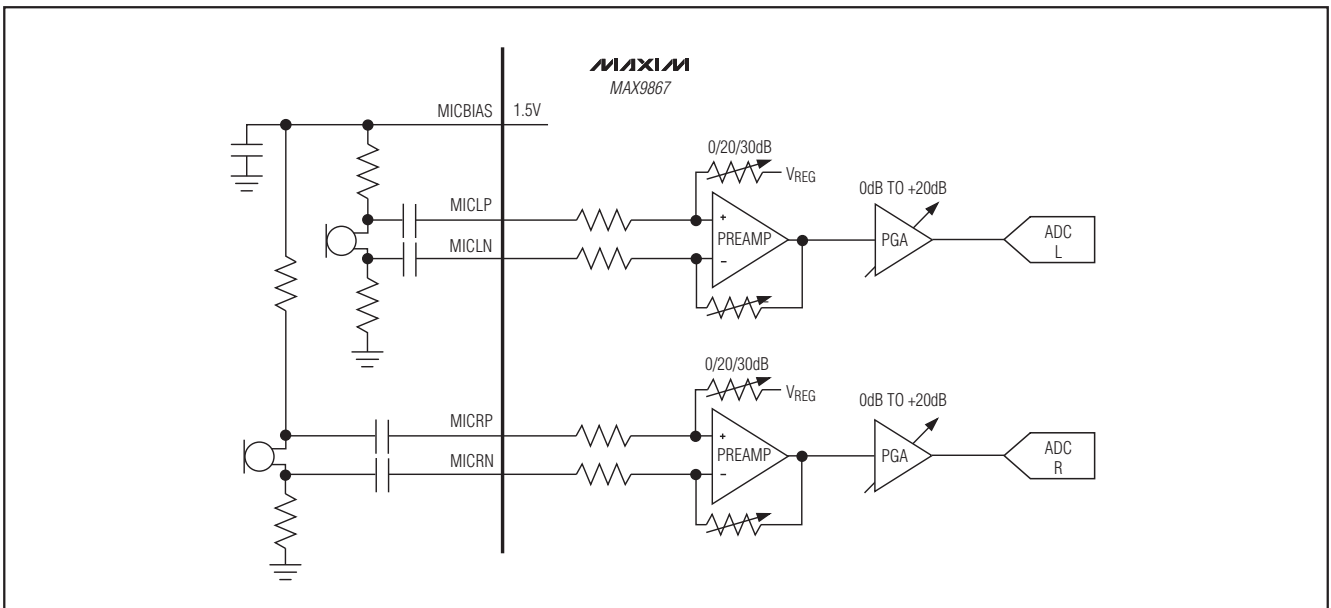 MAXIM
MAX9867
MICBIAS 1.5V
0/20/30dB
VREG
0dB TO +20dB
MICLP
+
PREAMP
PGA
ADC
L
MICLN
−
0/20/30dB
VREG
0dB TO +20dB
MICRP
+
PREAMP
PGA
ADC
R
MICRN
−